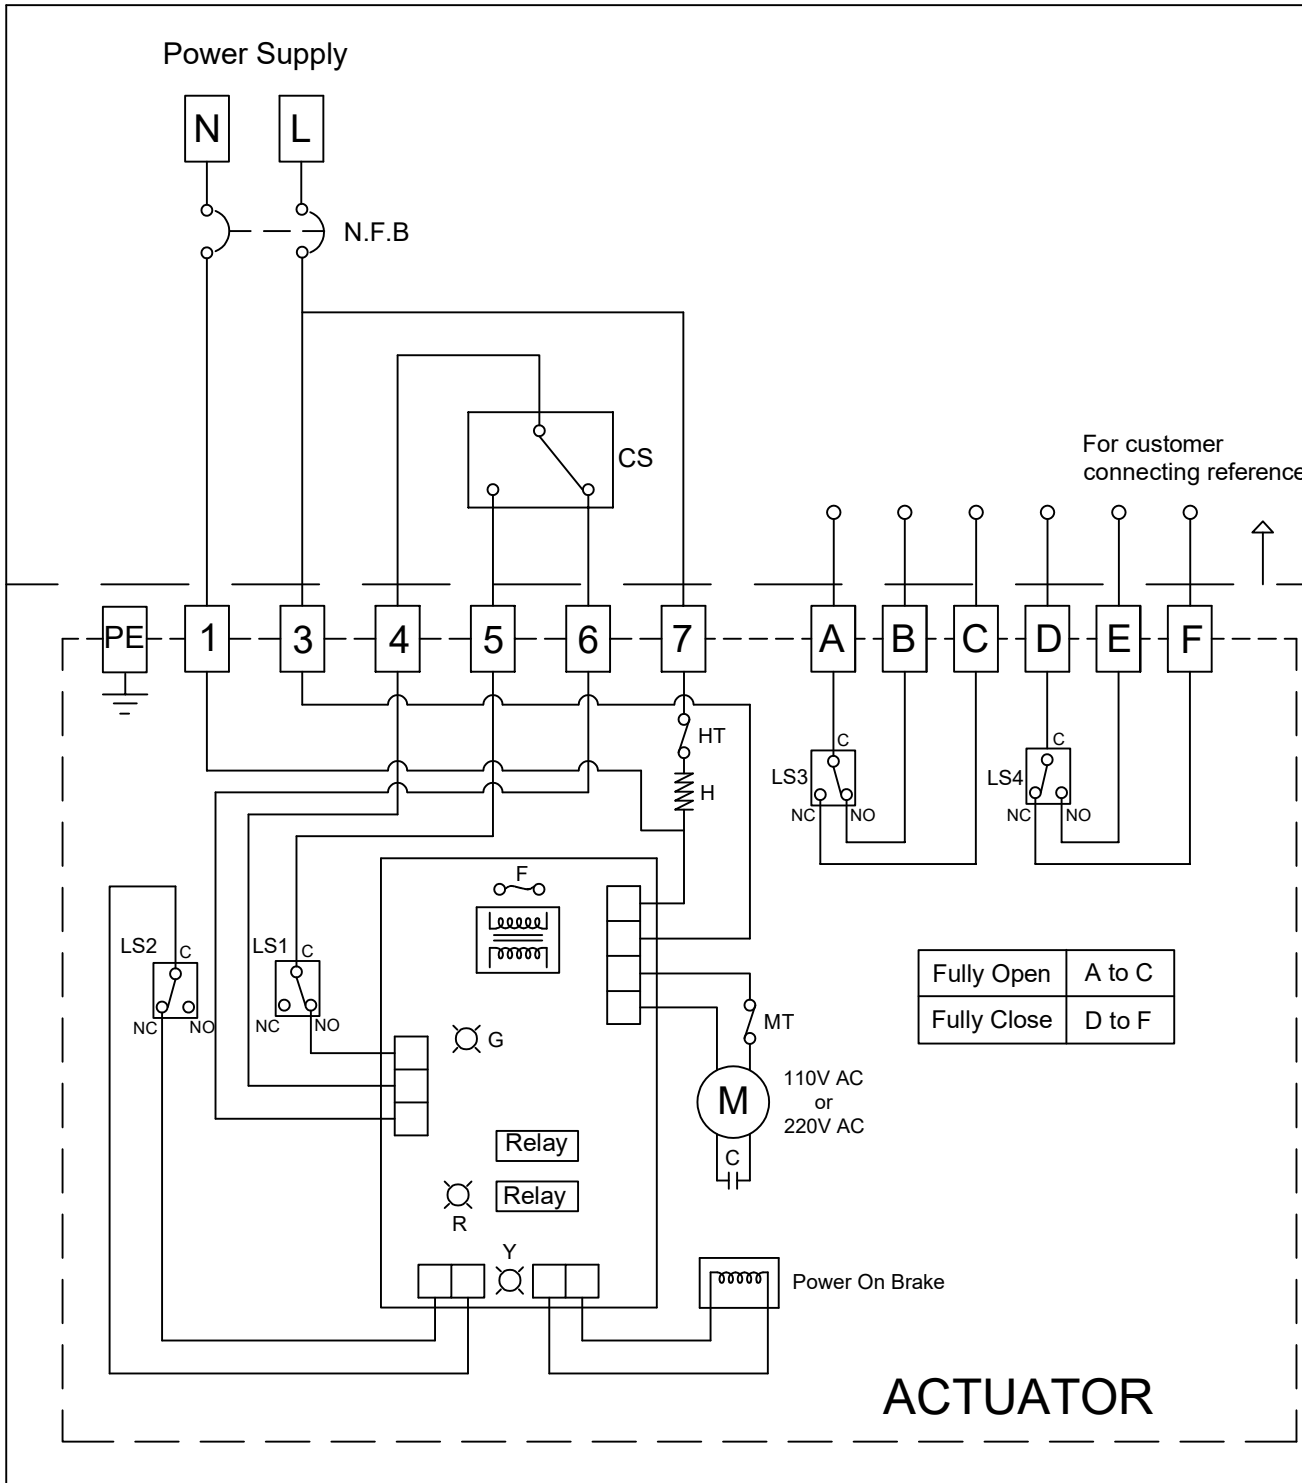 Power Supply
N L
N.F.B
CS
For customer
connecting reference
PE 1 3 4 5 6 7 A B C D E F
HT
H
C
LS3
NC NO
C
LS4
NC NO
F
LS2 C
NC NO
LS1 C
NC NO
G
MT
M
110V AC
or
220V AC
C
Fully Open A to C
Fully Close D to F
Relay
Relay
R
Y
Power On Brake
ACTUATOR